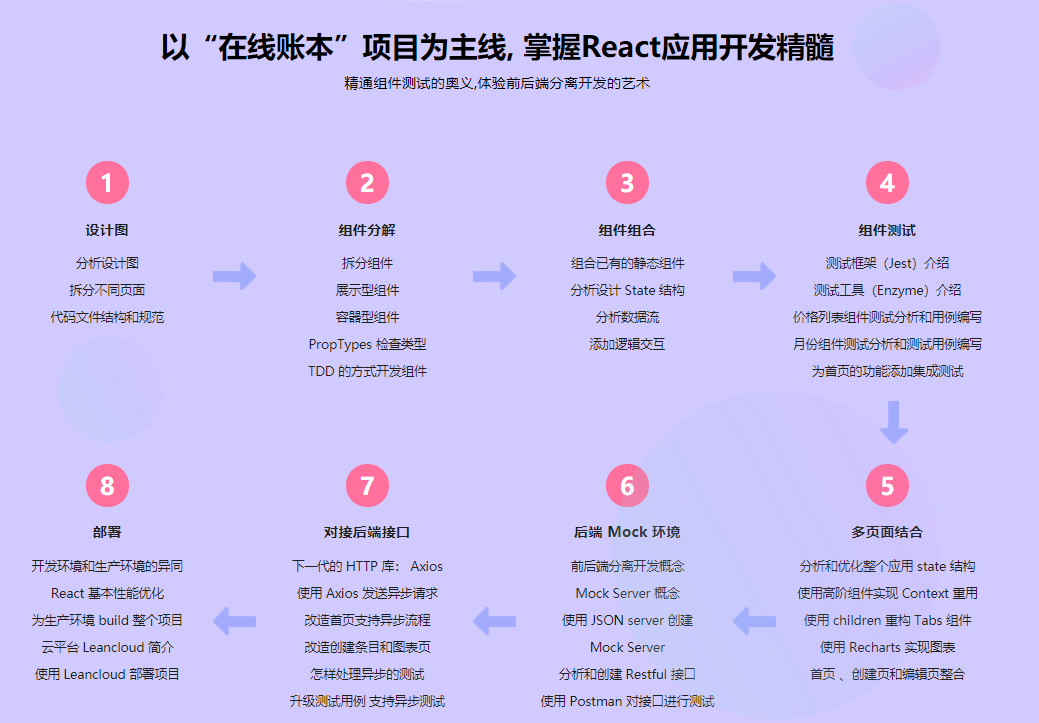 以“在线账本”项目为主线, 掌握React应用开发精髓
精通组件测试的奥义,体验前后端分离开发的艺术
1
设计图
分析设计图
拆分不同页面
代码文件结构和规范
2
组件分解
拆分组件
展示型组件
容器型组件
PropTypes 检查类型
TDD 的方式开发组件
3
组件组合
组合已有的静态组件
分析设计 State 结构
分析数据流
添加逻辑交互
4
组件测试
测试框架（Jest）介绍
测试工具（Enzyme）介绍
价格列表组件测试分析和用例编写
月份组件测试分析和测试用例编写
为首页的功能添加集成测试
5
多页面结合
分析和优化整个应用 state 结构
使用高阶组件实现 Context 重用
使用 children 重构 Tabs 组件
使用 Recharts 实现图表
首页 、创建页和编辑页整合
6
后端 Mock 环境
前后端分离开发概念
Mock Server 概念
使用 JSON server 创建
Mock Server
分析和创建 Restful 接口
使用 Postman 对接口进行测试
7
对接后端接口
下一代的 HTTP 库： Axios
使用 Axios 发送异步请求
改造首页支持异步流程
改造创建条目和图表页
怎样处理异步的测试
升级测试用例 支持异步测试
8
部署
开发环境和生产环境的异同
React 基本性能优化
为生产环境 build 整个项目
云平台 Leancloud 简介
使用 Leancloud 部署项目